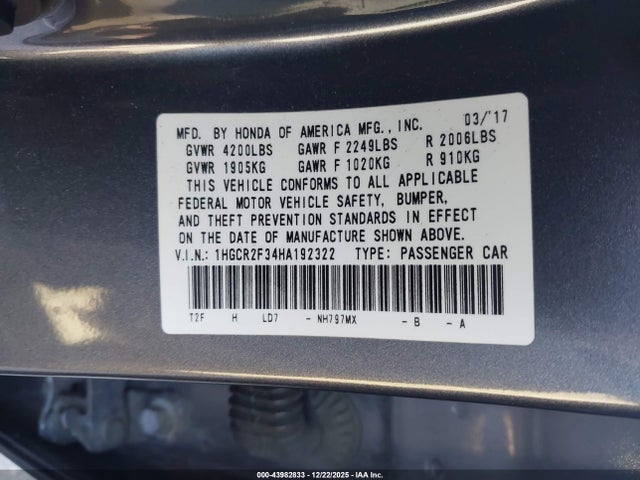 MFD. BY HONDA OF AMERICA MFG., INC. 03/'17
GVWR 4200LBS GAWR F 2249LBS R 2006LBS
GVWR 1905KG GAWR F 1020KG R 910KG
THIS VEHICLE CONFORMS TO ALL APPLICABLE
FEDERAL MOTOR VEHICLE SAFETY, BUMPER,
AND THEFT PREVENTION STANDARDS IN EFFECT
ON THE DATE OF MANUFACTURE SHOWN ABOVE.
V.I.N.: 1HGCR2F34HA192322 TYPE: PASSENGER CAR
T2F H LD7 - NH797MX - B - A
000-43982833 - 12/22/2025 - IAA Inc.